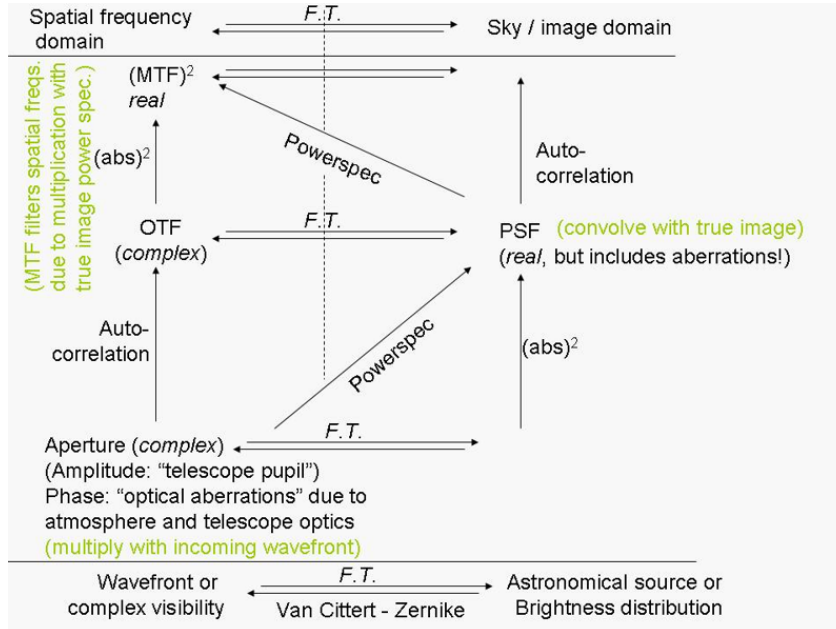 Spatial frequency
domain
F.T.
Sky / image domain
(MTF filters spatial freqs.
due to multiplication with
true image power spec.)
(MTF)²
real
(abs)²
Powerspec
Auto-
correlation
OTF
(complex)
F.T.
PSF (convolve with true image)
(real, but includes aberrations!)
Auto-
correlation
Powerspec
(abs)²
Aperture (complex)
F.T.
(Amplitude: “telescope pupil”)
Phase: “optical aberrations” due to
atmosphere and telescope optics
(multiply with incoming wavefront)
Wavefront or
complex visibility
F.T.
Van Cittert - Zernike
Astronomical source or
Brightness distribution